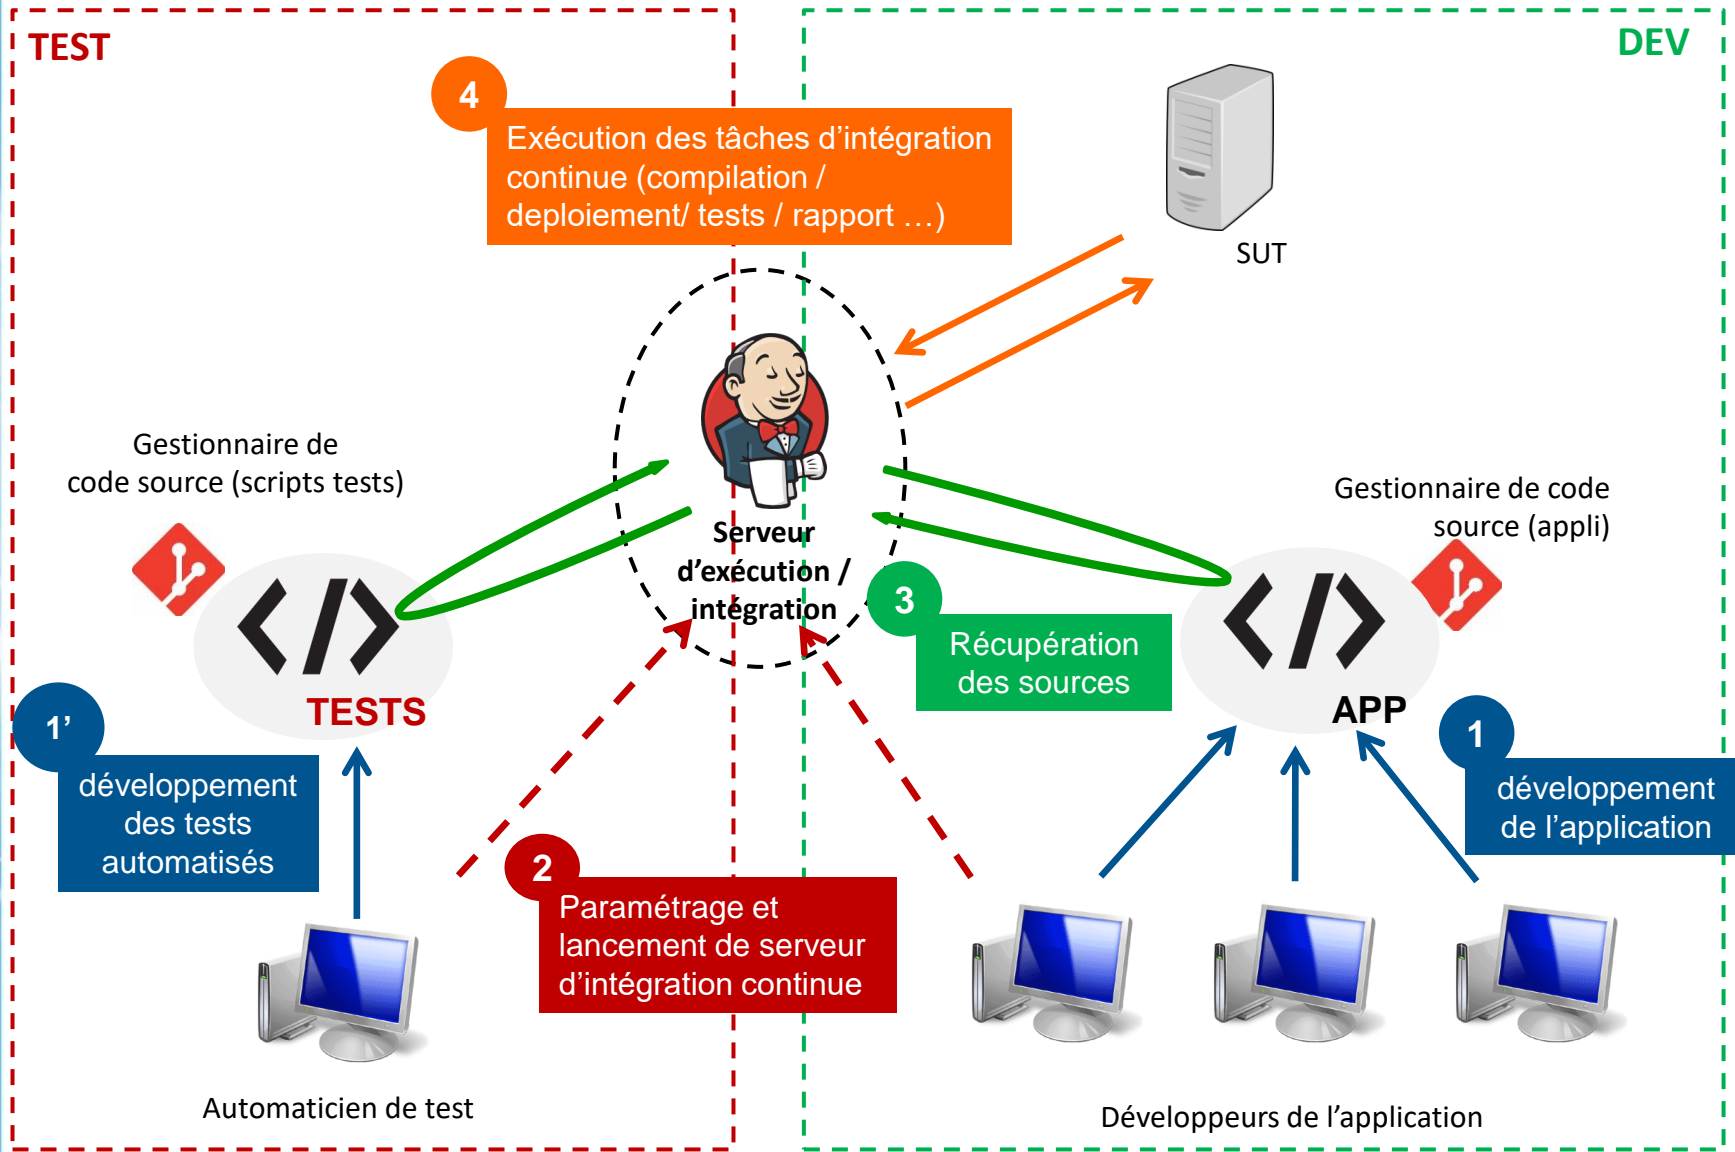 TEST
DEV
4
Exécution des tâches d’intégration
continue (compilation /
deploiement/ tests / rapport …)
SUT
Gestionnaire de
code source (scripts tests)
Gestionnaire de code
source (appli)
Serveur
d’exécution /
intégration
3
Récupération
des sources
TESTS
APP
1’
développement
des tests
automatisés
1
développement
de l’application
2
Paramétrage et
lancement de serveur
d’intégration continue
Automaticien de test
Développeurs de l’application